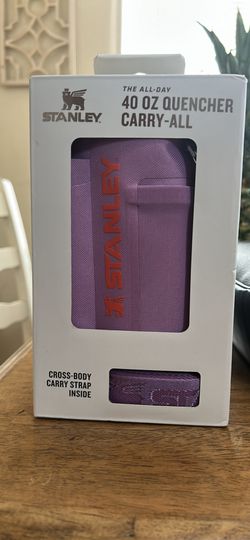 STANLEY
THE ALL-DAY
40 OZ QUENCHER
CARRY-ALL
STANLEY
CROSS-BODY
CARRY STRAP
INSIDE